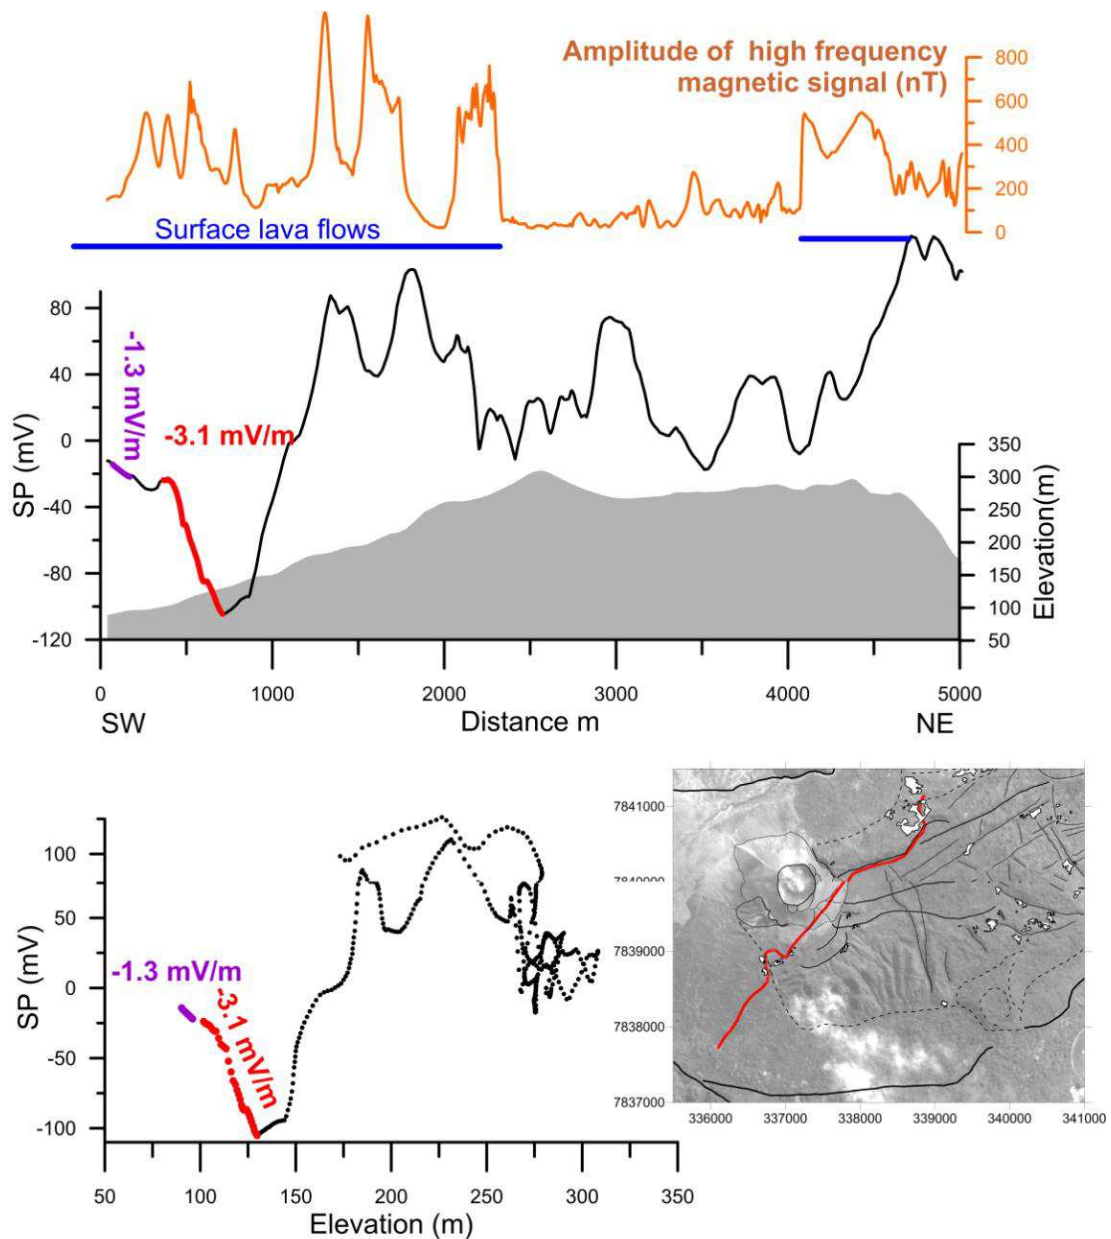 Amplitude of high frequency
magnetic signal (nT)
800
600
400
200
0
Surface lava flows
80
40
0
-40
-80
-120
SP (mV)
-1.3 mV/m
-3.1 mV/m
350
300
250
200
150
100
50
Elevation(m)
0 1000 2000 3000 4000 5000
SW Distance m NE
100
50
0
-50
-100
SP (mV)
-1.3 mV/m
-3.1 mV/m
50 100 150 200 250 300 350
Elevation (m)
7841000
7840000
7839000
7838000
7837000
336000 337000 338000 339000 340000 341000